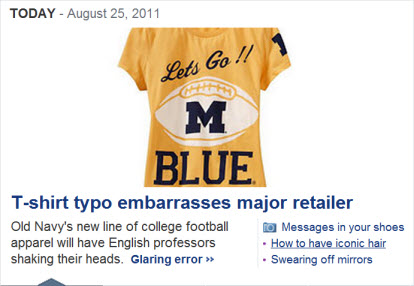 TODAY - August 25, 2011
M
Lets Go !!
M
BLUE
T-shirt typo embarrasses major retailer
Old Navy's new line of college football
apparel will have English professors
shaking their heads. Glaring error »
Messages in your shoes
• How to have iconic hair
• Swearing off mirrors